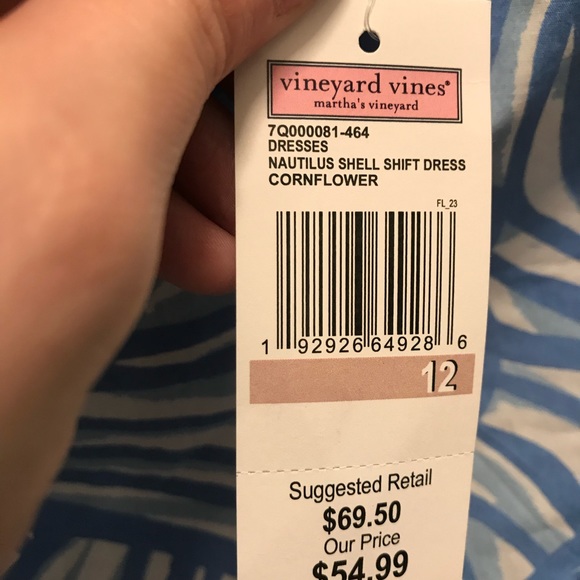 vineyard vines®
martha's vineyard
7Q000081-464
DRESSES
NAUTILUS SHELL SHIFT DRESS
CORNFLOWER
FL_23
1 92926 64928 6
12
Suggested Retail
$69.50
Our Price
$54.99